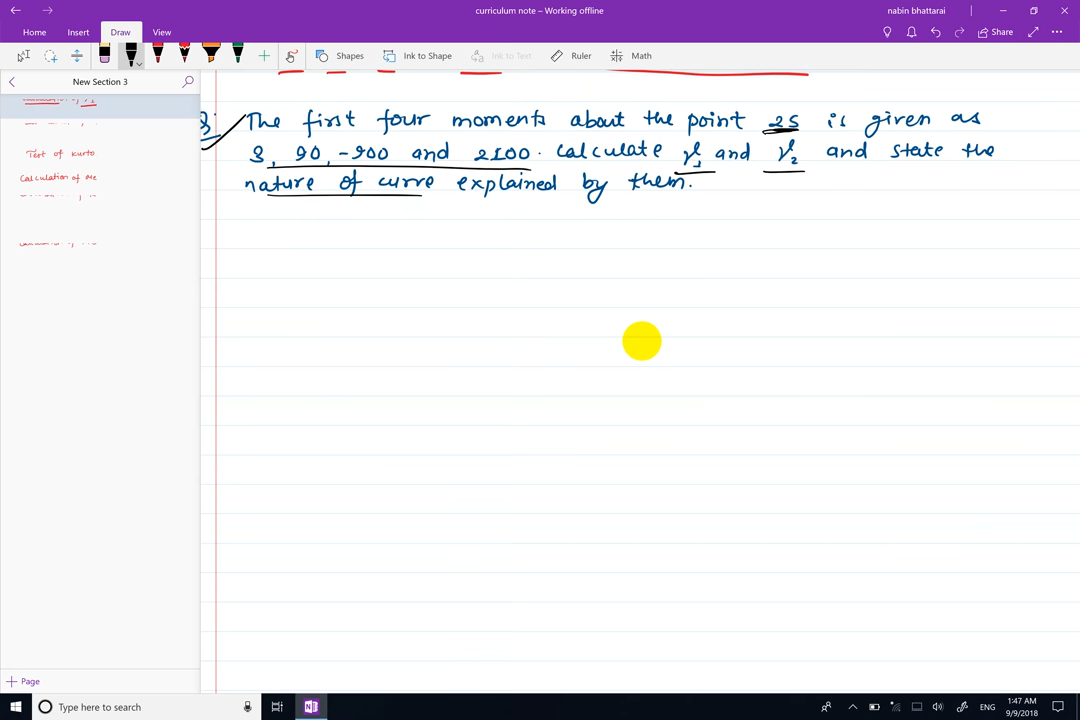 curriculum note – Working offline
nabin bhattarai
Home Insert Draw View
Share
Shapes Ink to Shape Ink to Text Ruler Math
New Section 3
The first four moments about the point 25 is given as
3, 90, -900 and 2100. Calculate γ1 and γ2 and state the
nature of curve explained by them.
Test of kurto
Calculation of
+ Page
Type here to search
ENG
1:47 AM
9/9/2018